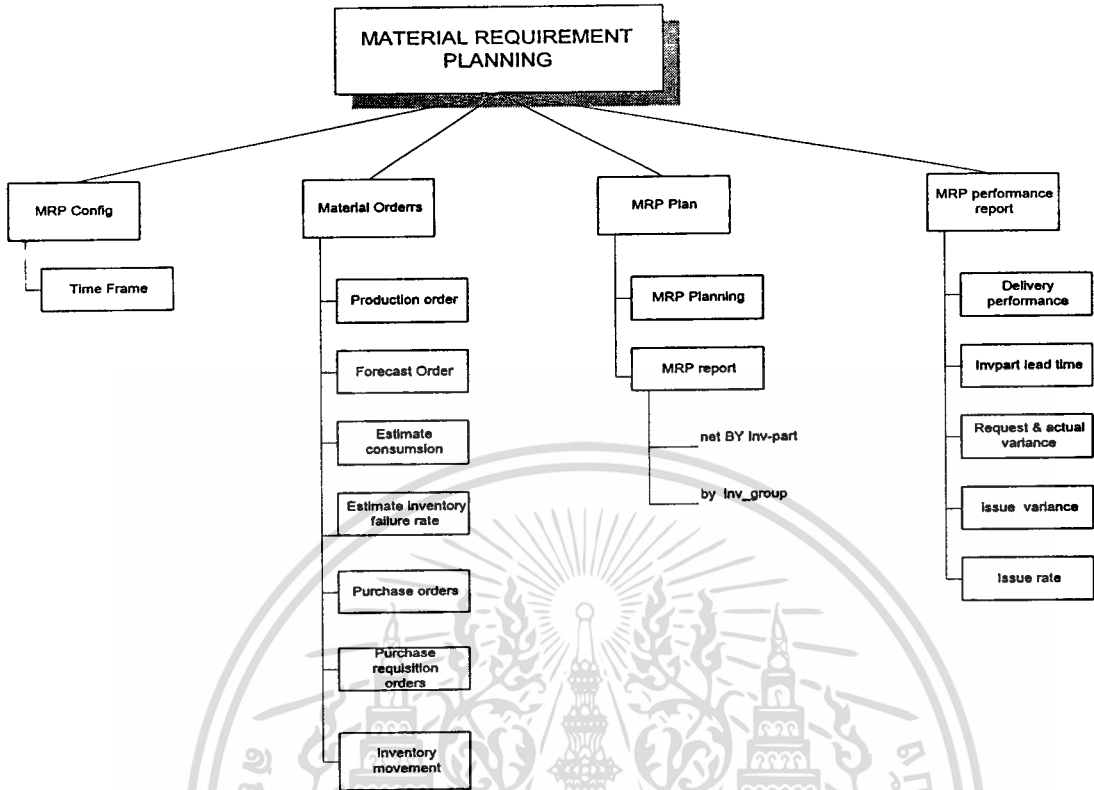 MATERIAL REQUIREMENT
PLANNING
MRP Config
Time Frame
Material Orderrs
Production order
Forecast Order
Estimate
consumsion
Estimate inventory
failure rate
Purchase orders
Purchase
requisition
orders
Inventory
movement
MRP Plan
MRP Planning
MRP report
net BY Inv-part
by Inv_group
MRP performance
report
Delivery
performance
Invpart lead time
Request & actual
variance
Issue variance
Issue rate